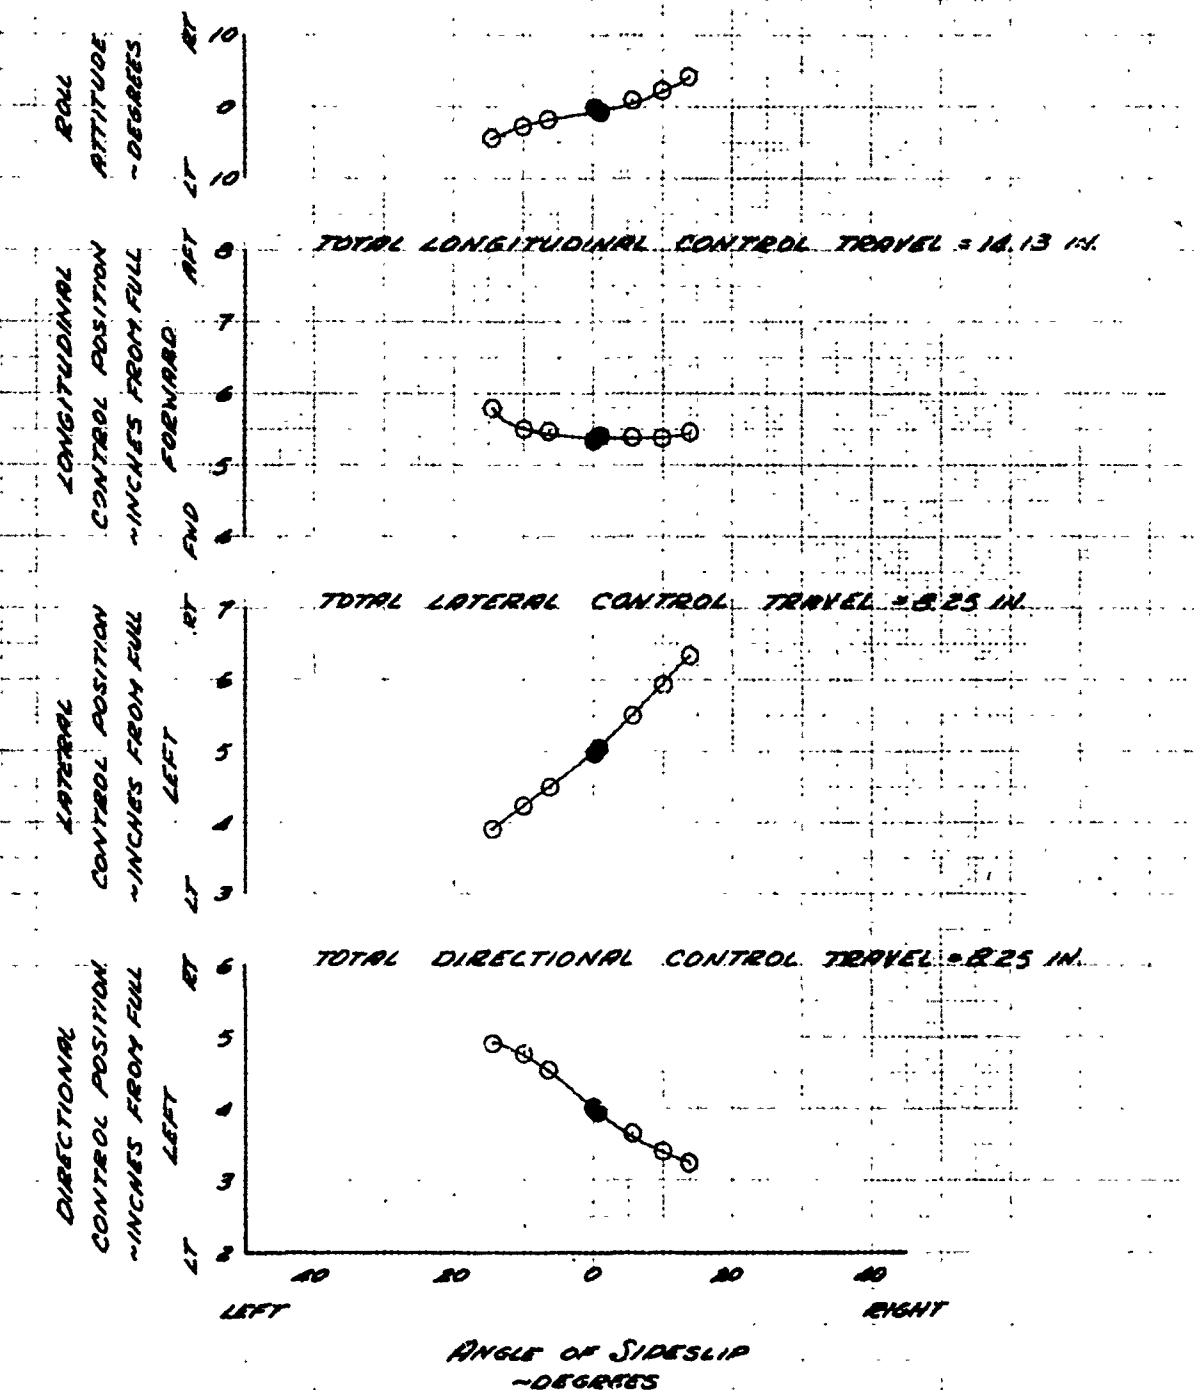 ROLL
ATTITUDE
~DEGREES
RT
10
0
10
LT
TOTAL LONGITUDINAL CONTROL TRAVEL = 14.13 IN.
LONGITUDINAL
CONTROL POSITION
~INCHES FROM FULL
FORWARD
AFT
8
7
6
5
4
FWD
TOTAL LATERAL CONTROL TRAVEL = 8.25 IN.
LATERAL
CONTROL POSITION
~INCHES FROM FULL
LEFT
RT
7
6
5
4
3
LT
TOTAL DIRECTIONAL CONTROL TRAVEL = 8.25 IN.
DIRECTIONAL
CONTROL POSITION
~INCHES FROM FULL
LEFT
RT
6
5
4
3
2
LT
40 20 0 20 40
LEFT RIGHT
ANGLE OF SIDESLIP
~DEGREES